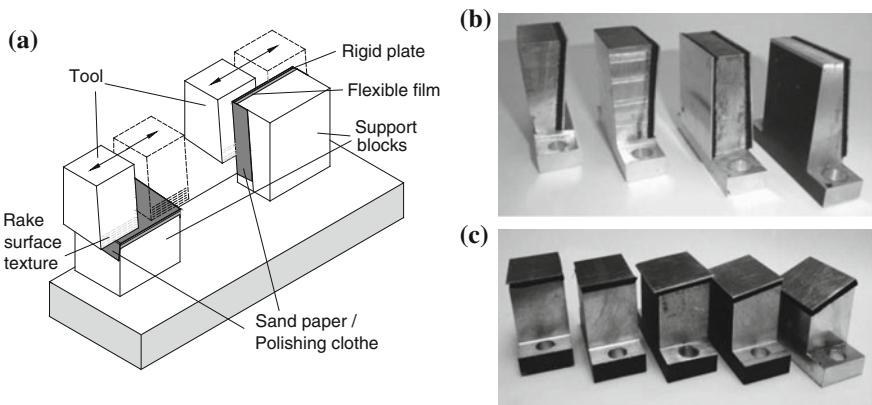 (a)
Tool
Rigid plate
Flexible film
Support
blocks
Rake
surface
texture
Sand paper /
Polishing clothe
(b)
(c)